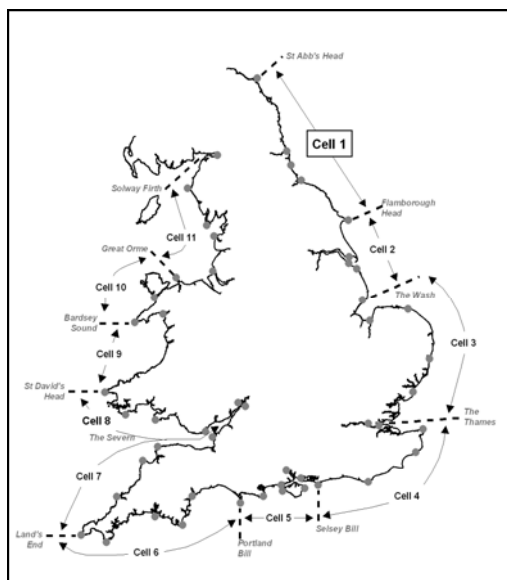 St Abb's Head
Cell 1
Solway Firth
Flamborough
Head
Cell 11
Great Orme
Cell 2
Cell 10
The Wash
Bardsey
Sound
Cell 3
Cell 9
St David's
Head
Cell 8
The Severn
The
Thames
Cell 7
Cell 4
Cell 5
Selsey Bill
Land's
End
Cell 6
Portland
Bill